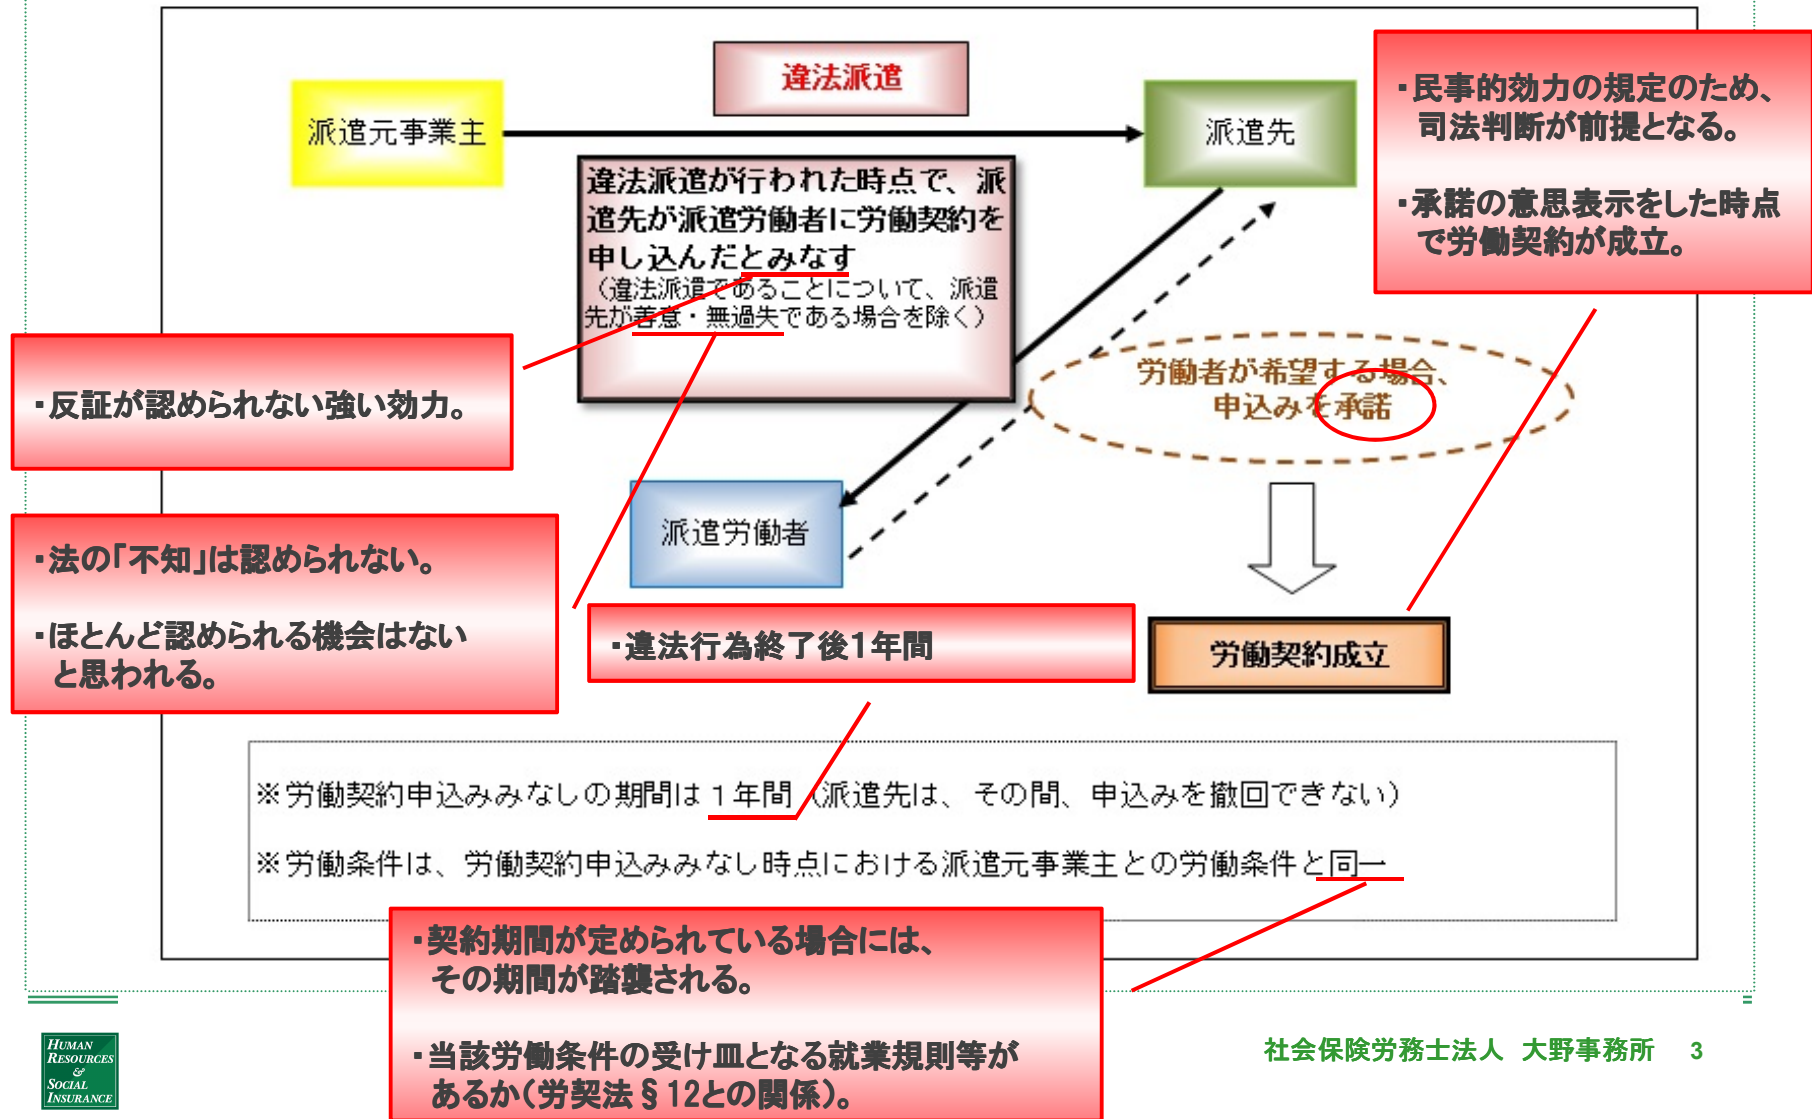 違法派遣
派遣元事業主
派遣先
・民事的効力の規定のため、
司法判断が前提となる。
・承諾の意思表示をした時点
で労働契約が成立。
違法派遣が行われた時点で、派
遣先が派遣労働者に労働契約を
申し込んだとみなす
（違法派遣であることについて、派遣
先が善意・無過失である場合を除く）
・反証が認められない強い効力。
労働者が希望する場合、
申込みを承諾
・法の「不知」は認められない。
・ほとんど認められる機会はない
と思われる。
派遣労働者
・違法行為終了後1年間
労働契約成立
※労働契約申込みみなしの期間は１年間（派遣先は、その間、申込みを撤回できない）
※労働条件は、労働契約申込みみなし時点における派遣元事業主との労働条件と同一
・契約期間が定められている場合には、
その期間が踏襲される。
・当該労働条件の受け皿となる就業規則等が
あるか（労契法§12との関係）。
HUMAN
RESOURCES
&
SOCIAL
INSURANCE
社会保険労務士法人 大野事務所 3